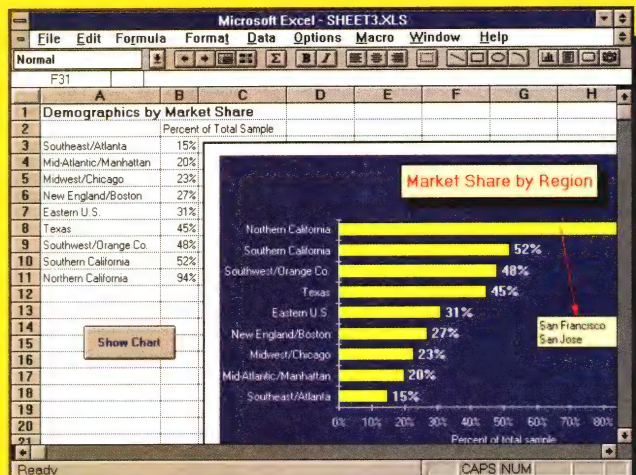 Microsoft Excel - SHEET3.XLS
File Edit Formula Format Data Options Macro Window Help
Normal Σ B I
F31
A B C D E F G H
1 Demographics by Market Share
2 Percent of Total Sample
3 Southeast/Atlanta 15%
4 Mid-Atlantic/Manhattan 20%
5 Midwest/Chicago 23%
6 New England/Boston 27%
7 Eastern U.S. 31%
8 Texas 45%
9 Southwest/Orange Co. 48%
10 Southern California 52%
11 Northern California 94%
12
13
14
15
16
17
18
19
20
21
Show Chart
Market Share by Region
Northern California
Southern California 52%
Southwest/Orange Co. 48%
Texas 45%
Eastern U.S. 31%
New England/Boston 27%
Midwest/Chicago 23%
Mid-Atlantic/Manhattan 20%
Southeast/Atlanta 15%
San Francisco
San Jose
0% 10% 20% 30% 40% 50% 60% 70% 80%
Percent of total sample
Ready CAPS NUM